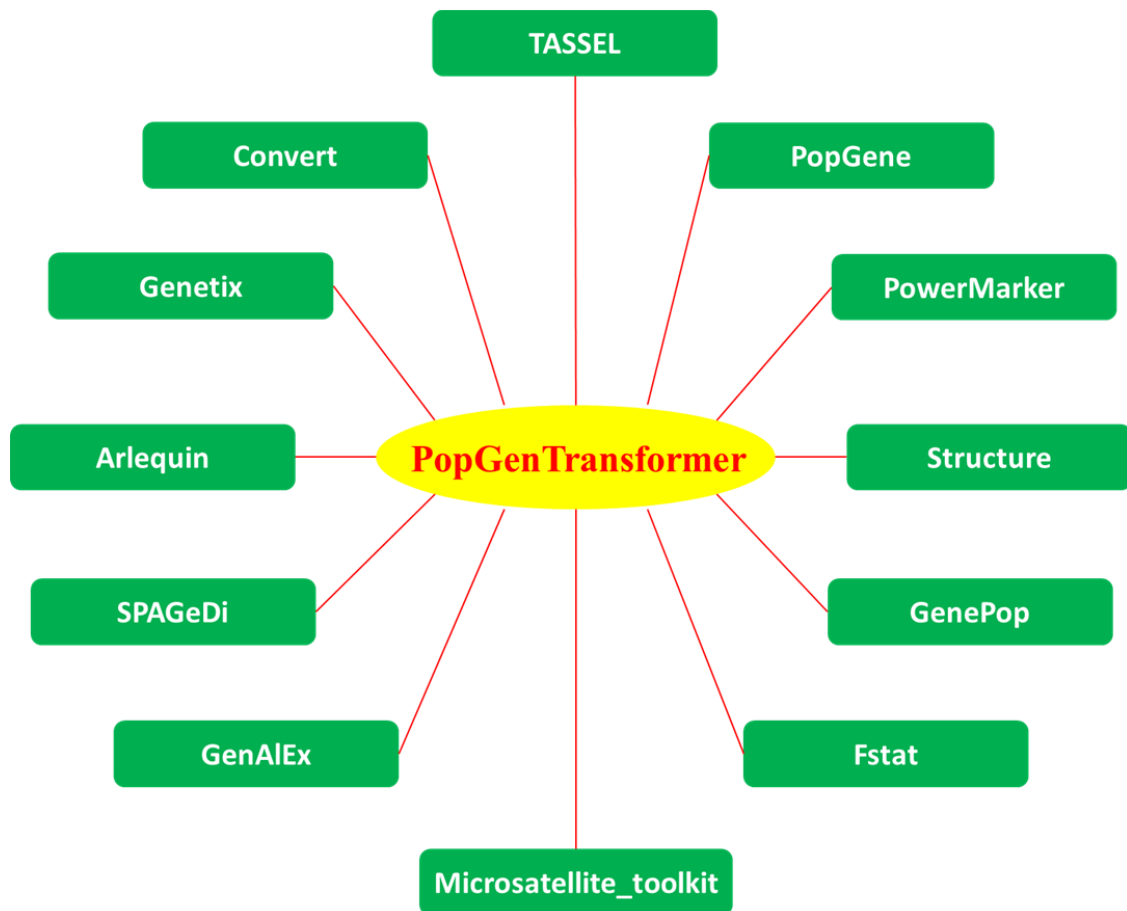 TASSEL
Convert
PopGene
Genetix
PowerMarker
Arlequin
PopGenTransformer
Structure
SPAGeDi
GenePop
GenAlEx
Fstat
Microsatellite_toolkit